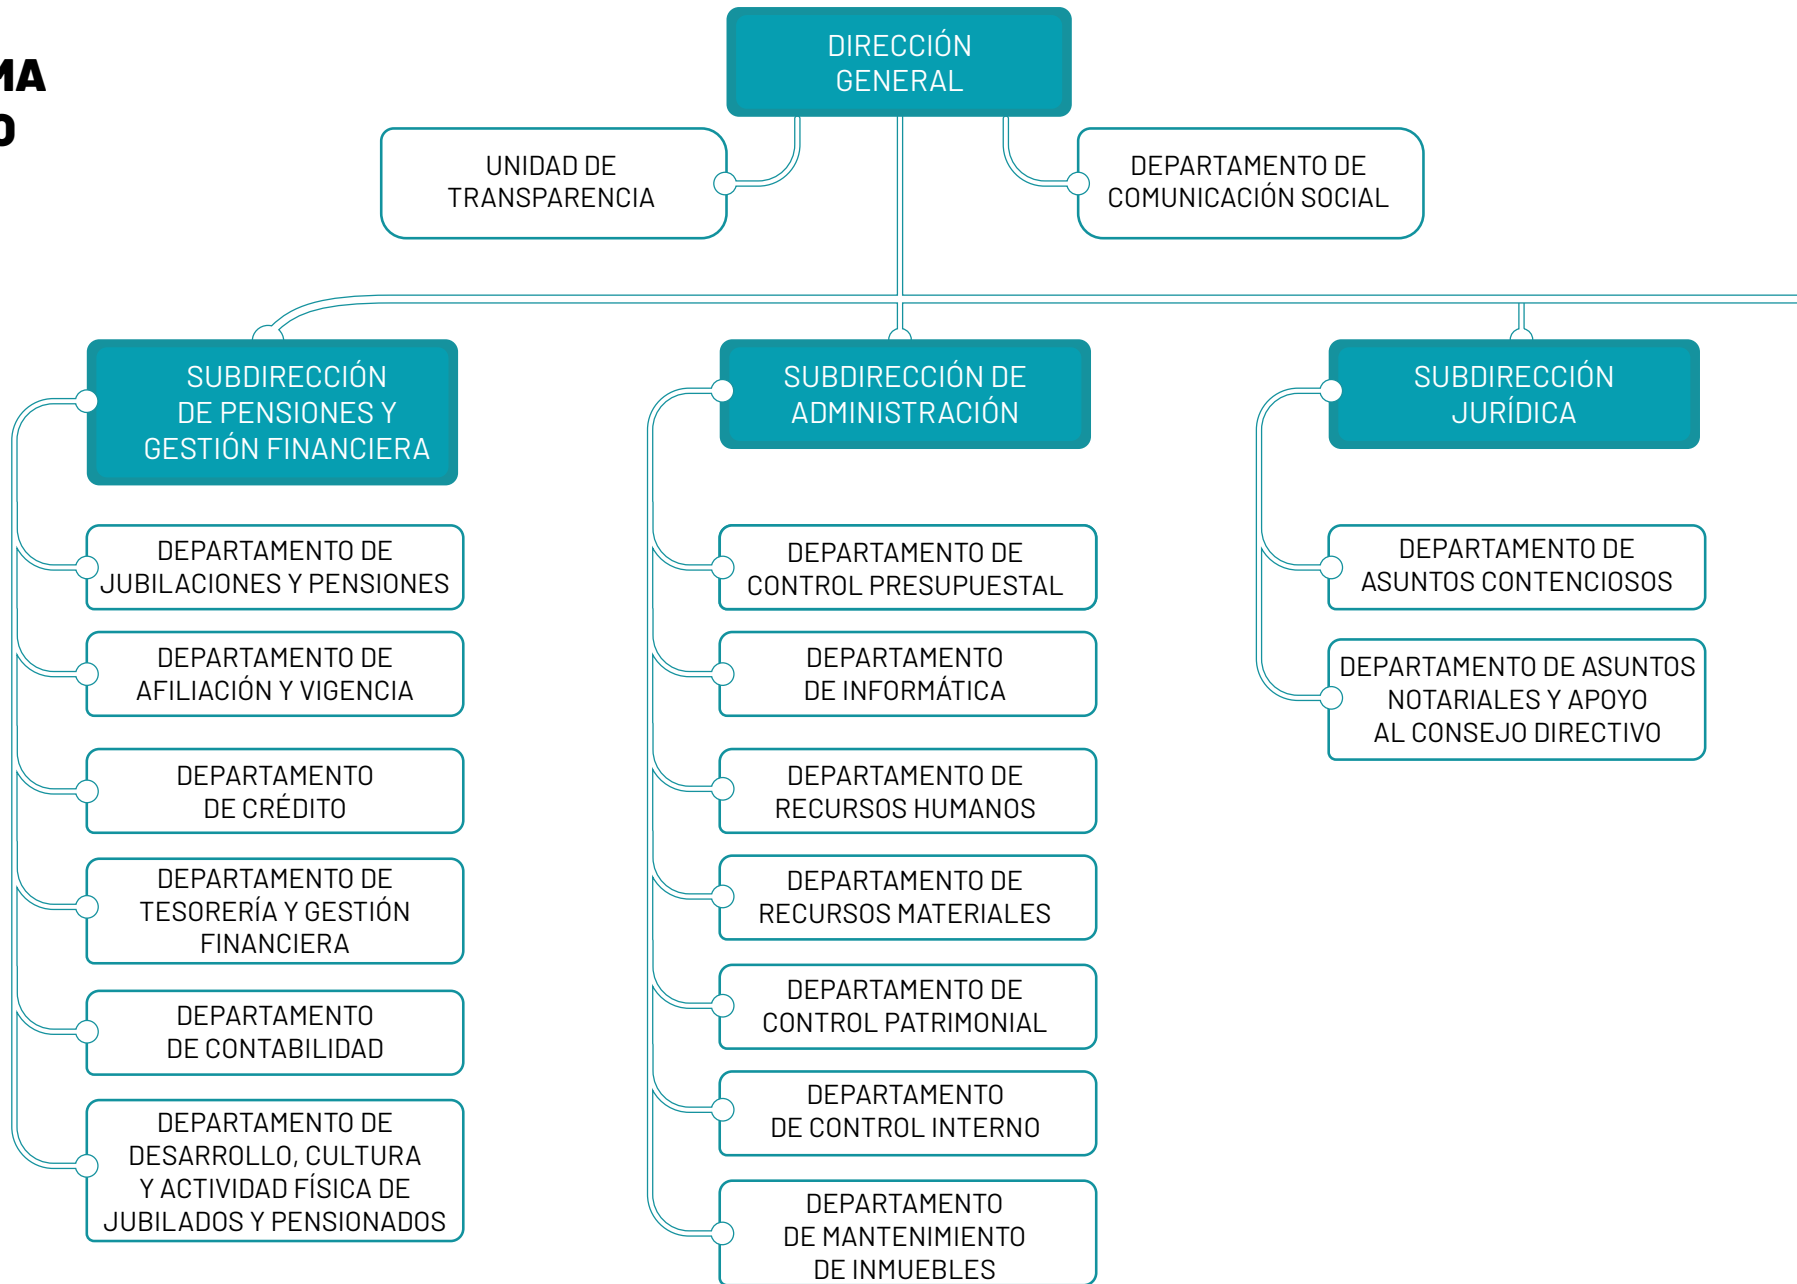 MA
O
DIRECCIÓN
GENERAL
UNIDAD DE
TRANSPARENCIA
DEPARTAMENTO DE
COMUNICACIÓN SOCIAL
SUBDIRECCIÓN
DE PENSIONES Y
GESTIÓN FINANCIERA
DEPARTAMENTO DE
JUBILACIONES Y PENSIONES
DEPARTAMENTO DE
AFILIACIÓN Y VIGENCIA
DEPARTAMENTO
DE CRÉDITO
DEPARTAMENTO DE
TESORERÍA Y GESTIÓN
FINANCIERA
DEPARTAMENTO
DE CONTABILIDAD
DEPARTAMENTO DE
DESARROLLO, CULTURA
Y ACTIVIDAD FÍSICA DE
JUBILADOS Y PENSIONADOS
SUBDIRECCIÓN DE
ADMINISTRACIÓN
DEPARTAMENTO DE
CONTROL PRESUPUESTAL
DEPARTAMENTO
DE INFORMÁTICA
DEPARTAMENTO DE
RECURSOS HUMANOS
DEPARTAMENTO DE
RECURSOS MATERIALES
DEPARTAMENTO DE
CONTROL PATRIMONIAL
DEPARTAMENTO
DE CONTROL INTERNO
DEPARTAMENTO
DE MANTENIMIENTO
DE INMUEBLES
SUBDIRECCIÓN
JURÍDICA
DEPARTAMENTO DE
ASUNTOS CONTENCIOSOS
DEPARTAMENTO DE ASUNTOS
NOTARIALES Y APOYO
AL CONSEJO DIRECTIVO